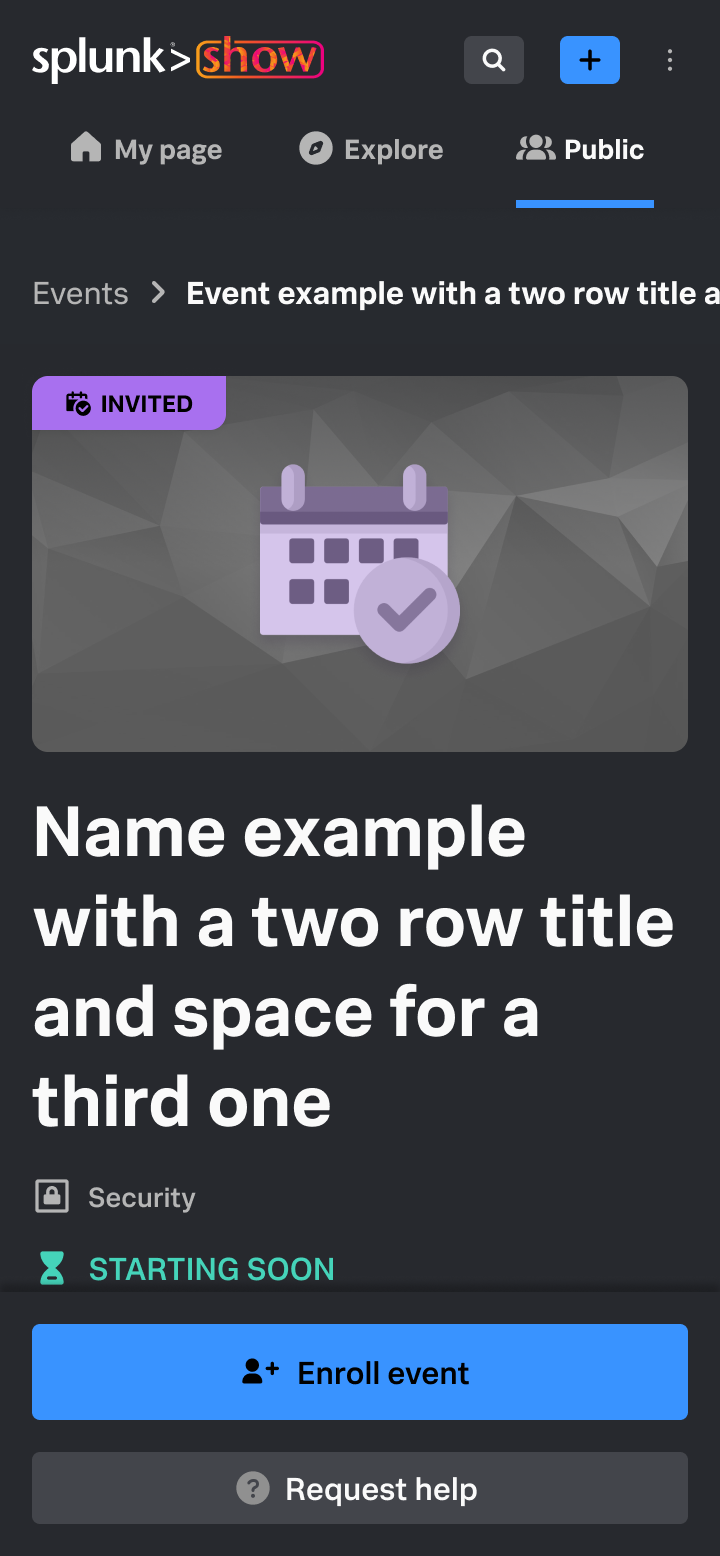 splunk> show
My page Explore Public
Events > Event example with a two row title a
INVITED
Name example
with a two row title
and space for a
third one
Security
STARTING SOON
Enroll event
? Request help